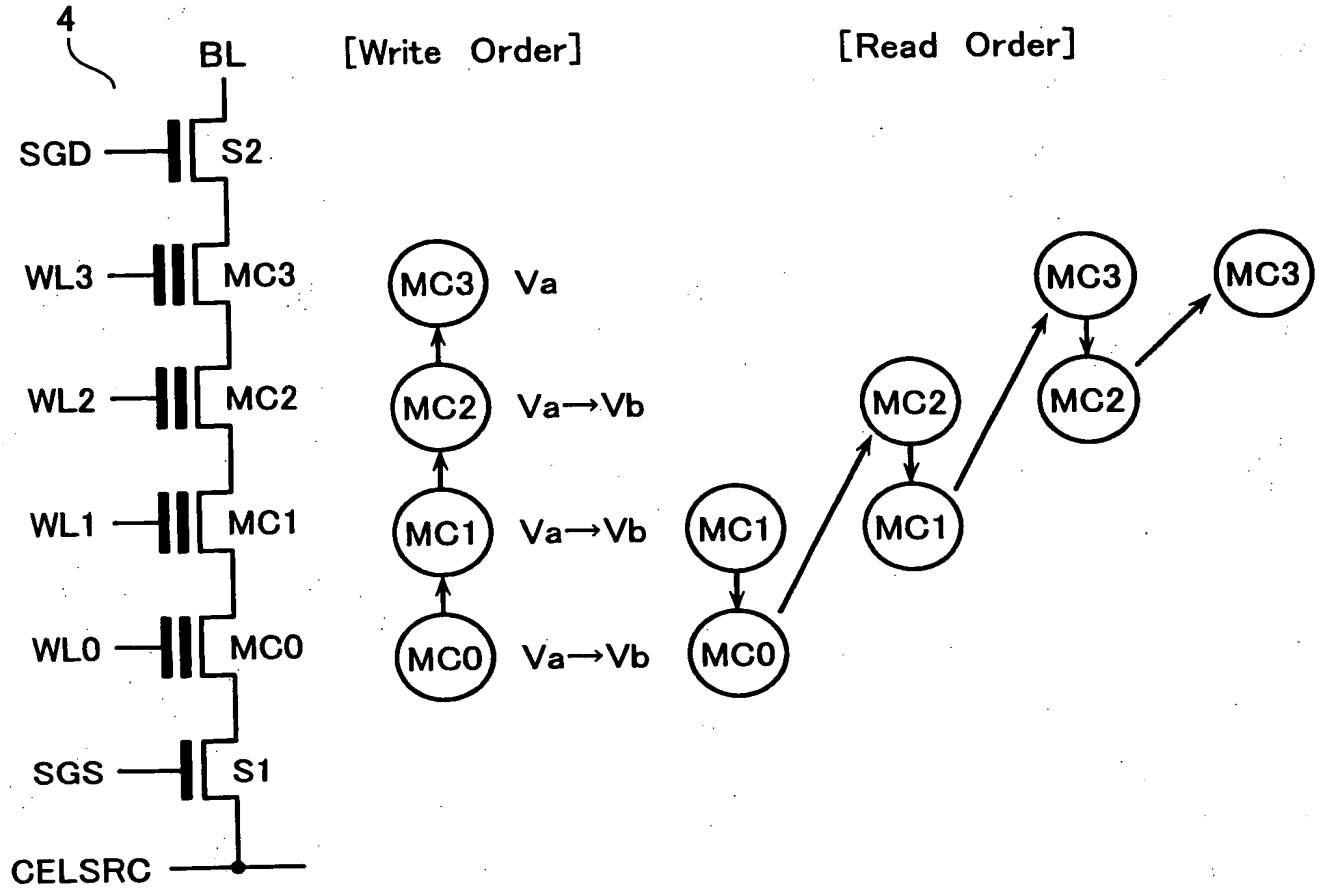 4
BL [Write Order] [Read Order]
SGD S2
WL3 MC3 MC3 Va MC3 MC3
WL2 MC2 MC2 Va→Vb MC2 MC2
WL1 MC1 MC1 Va→Vb MC1 MC1
WL0 MC0 MC0 Va→Vb MC0
SGS S1
CELSRC